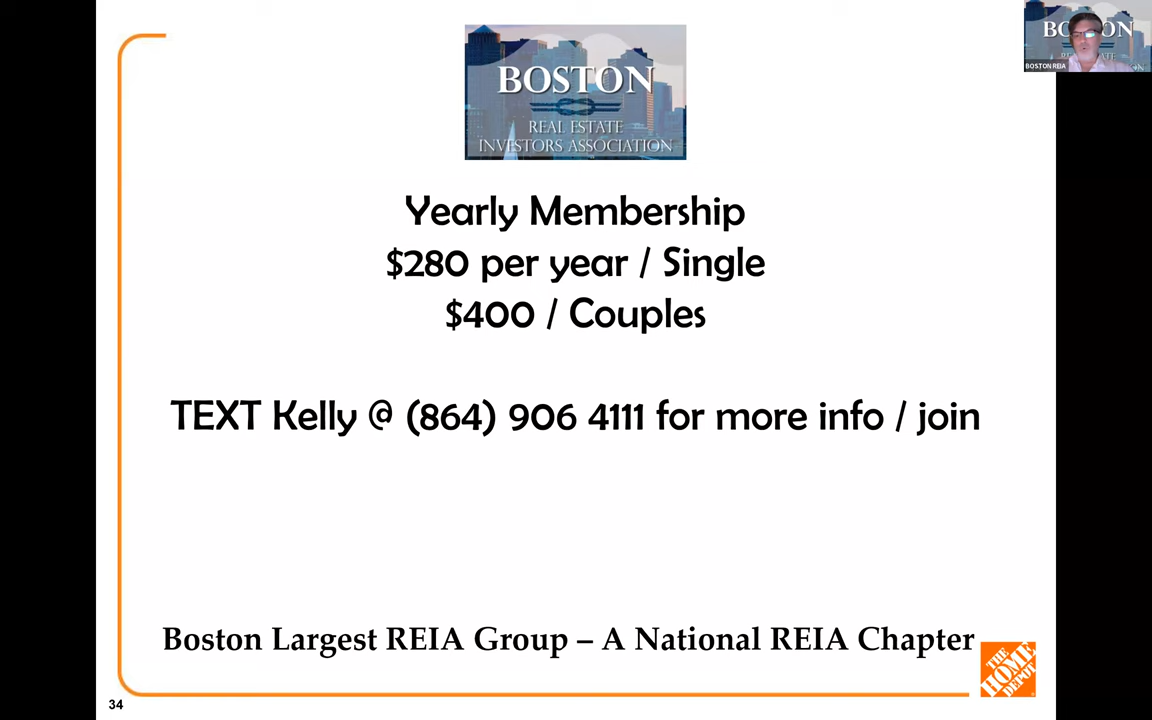 BOSTON
REAL ESTATE
INVESTORS ASSOCIATION
BOSTON REIA
Yearly Membership
$280 per year / Single
$400 / Couples
TEXT Kelly @ (864) 906 4111 for more info / join
Boston Largest REIA Group – A National REIA Chapter
THE
HOME
DEPOT
34